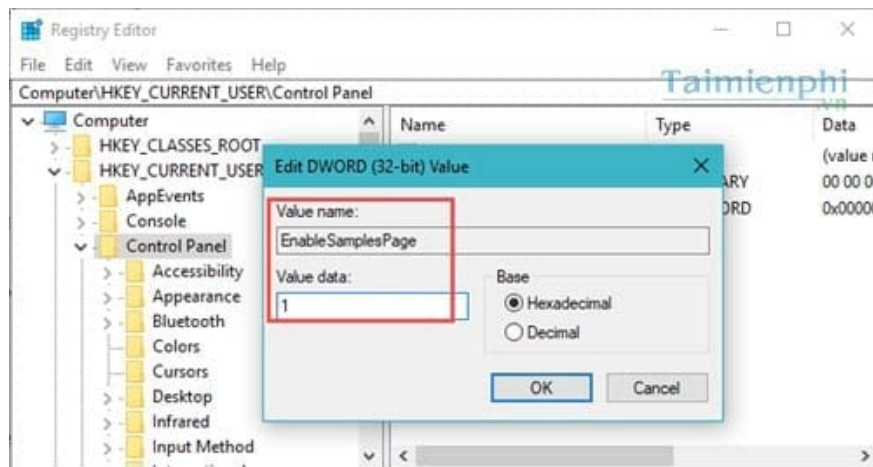 Registry Editor
File Edit View Favorites Help
Taimienphi
.vn
Computer\HKEY_CURRENT_USER\Control Panel
Computer
HKEY_CLASSES_ROOT
HKEY_CURRENT_USER
AppEvents
Console
Control Panel
Accessibility
Appearance
Bluetooth
Colors
Cursors
Desktop
Infrared
Input Method
Name Type Data
(value
ARY 00 00 0
ORD 0x0000
Edit DWORD (32-bit) Value
Value name:
EnableSamplesPage
Value data:
1
Base
Hexadecimal
Decimal
OK Cancel